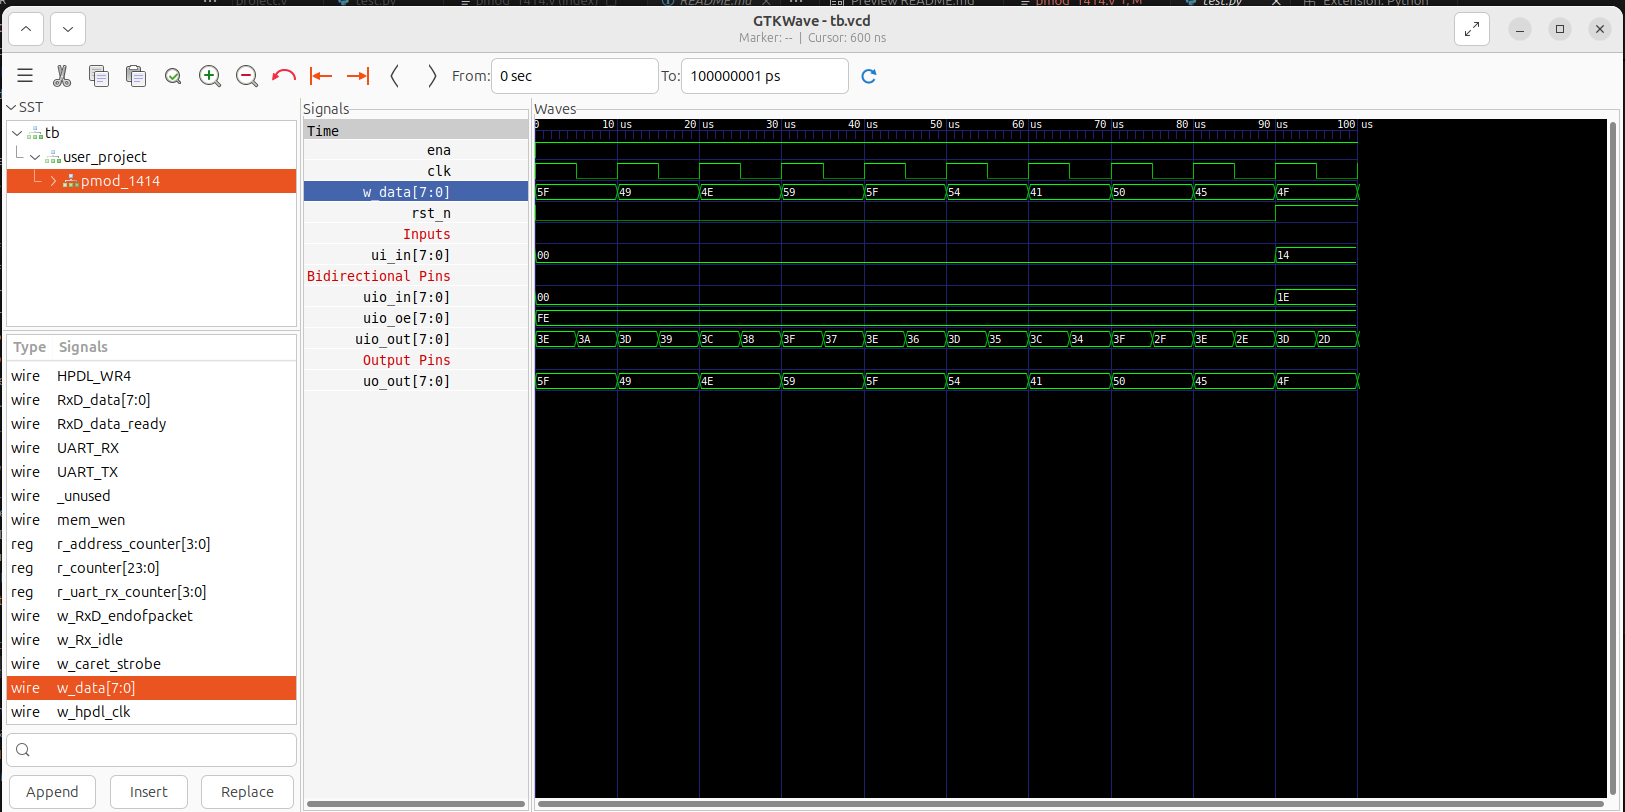 GTKWave - tb.vcd
Marker: -- | Cursor: 600 ns
From: 0 sec To: 100000001 ps
SST
tb
user_project
pmod_1414
Type Signals
wire HPDL_WR4
wire RxD_data[7:0]
wire RxD_data_ready
wire UART_RX
wire UART_TX
wire _unused
wire mem_wen
reg r_address_counter[3:0]
reg r_counter[23:0]
reg r_uart_rx_counter[3:0]
wire w_RxD_endofpacket
wire w_Rx_idle
wire w_caret_strobe
wire w_data[7:0]
wire w_hpdl_clk
Append Insert Replace
Signals
Time
ena
clk
w_data[7:0]
rst_n
Inputs
ui_in[7:0]
Bidirectional Pins
uio_in[7:0]
uio_oe[7:0]
uio_out[7:0]
Output Pins
uo_out[7:0]
Waves
0 10 us 20 us 30 us 40 us 50 us 60 us 70 us 80 us 90 us 100 us
5F 49 4E 59 5F 54 41 50 45 4F
00 14
00 1E
FE
3E 3A 3D 39 3C 38 3F 37 3E 36 3D 35 3C 34 3F 2F 3E 2E 3D 2D
5F 49 4E 59 5F 54 41 50 45 4F